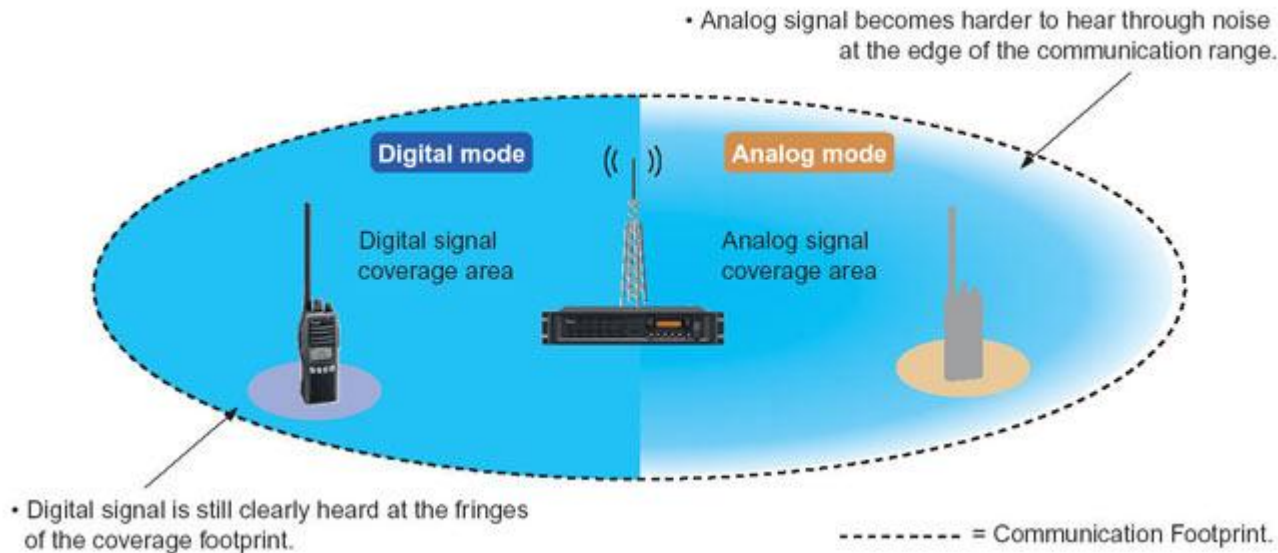 • Analog signal becomes harder to hear through noise
at the edge of the communication range.
Digital mode
Analog mode
Digital signal
coverage area
Analog signal
coverage area
• Digital signal is still clearly heard at the fringes
of the coverage footprint.
= Communication Footprint.